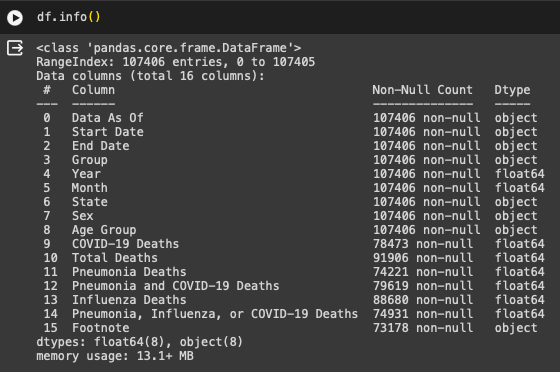 df.info()
<class 'pandas.core.frame.DataFrame'>
RangeIndex: 107406 entries, 0 to 107405
Data columns (total 16 columns):
 #   Column                                    Non-Null Count   Dtype
---  ------                                    --------------   -----
 0   Data As Of                                107406 non-null  object
 1   Start Date                                107406 non-null  object
 2   End Date                                  107406 non-null  object
 3   Group                                     107406 non-null  object
 4   Year                                      107406 non-null  float64
 5   Month                                     107406 non-null  float64
 6   State                                     107406 non-null  object
 7   Sex                                       107406 non-null  object
 8   Age Group                                 107406 non-null  object
 9   COVID-19 Deaths                           78473 non-null   float64
 10  Total Deaths                              91906 non-null   float64
 11  Pneumonia Deaths                          74221 non-null   float64
 12  Pneumonia and COVID-19 Deaths             79619 non-null   float64
 13  Influenza Deaths                          88680 non-null   float64
 14  Pneumonia, Influenza, or COVID-19 Deaths  74931 non-null   float64
 15  Footnote                                  73178 non-null   object
dtypes: float64(8), object(8)
memory usage: 13.1+ MB